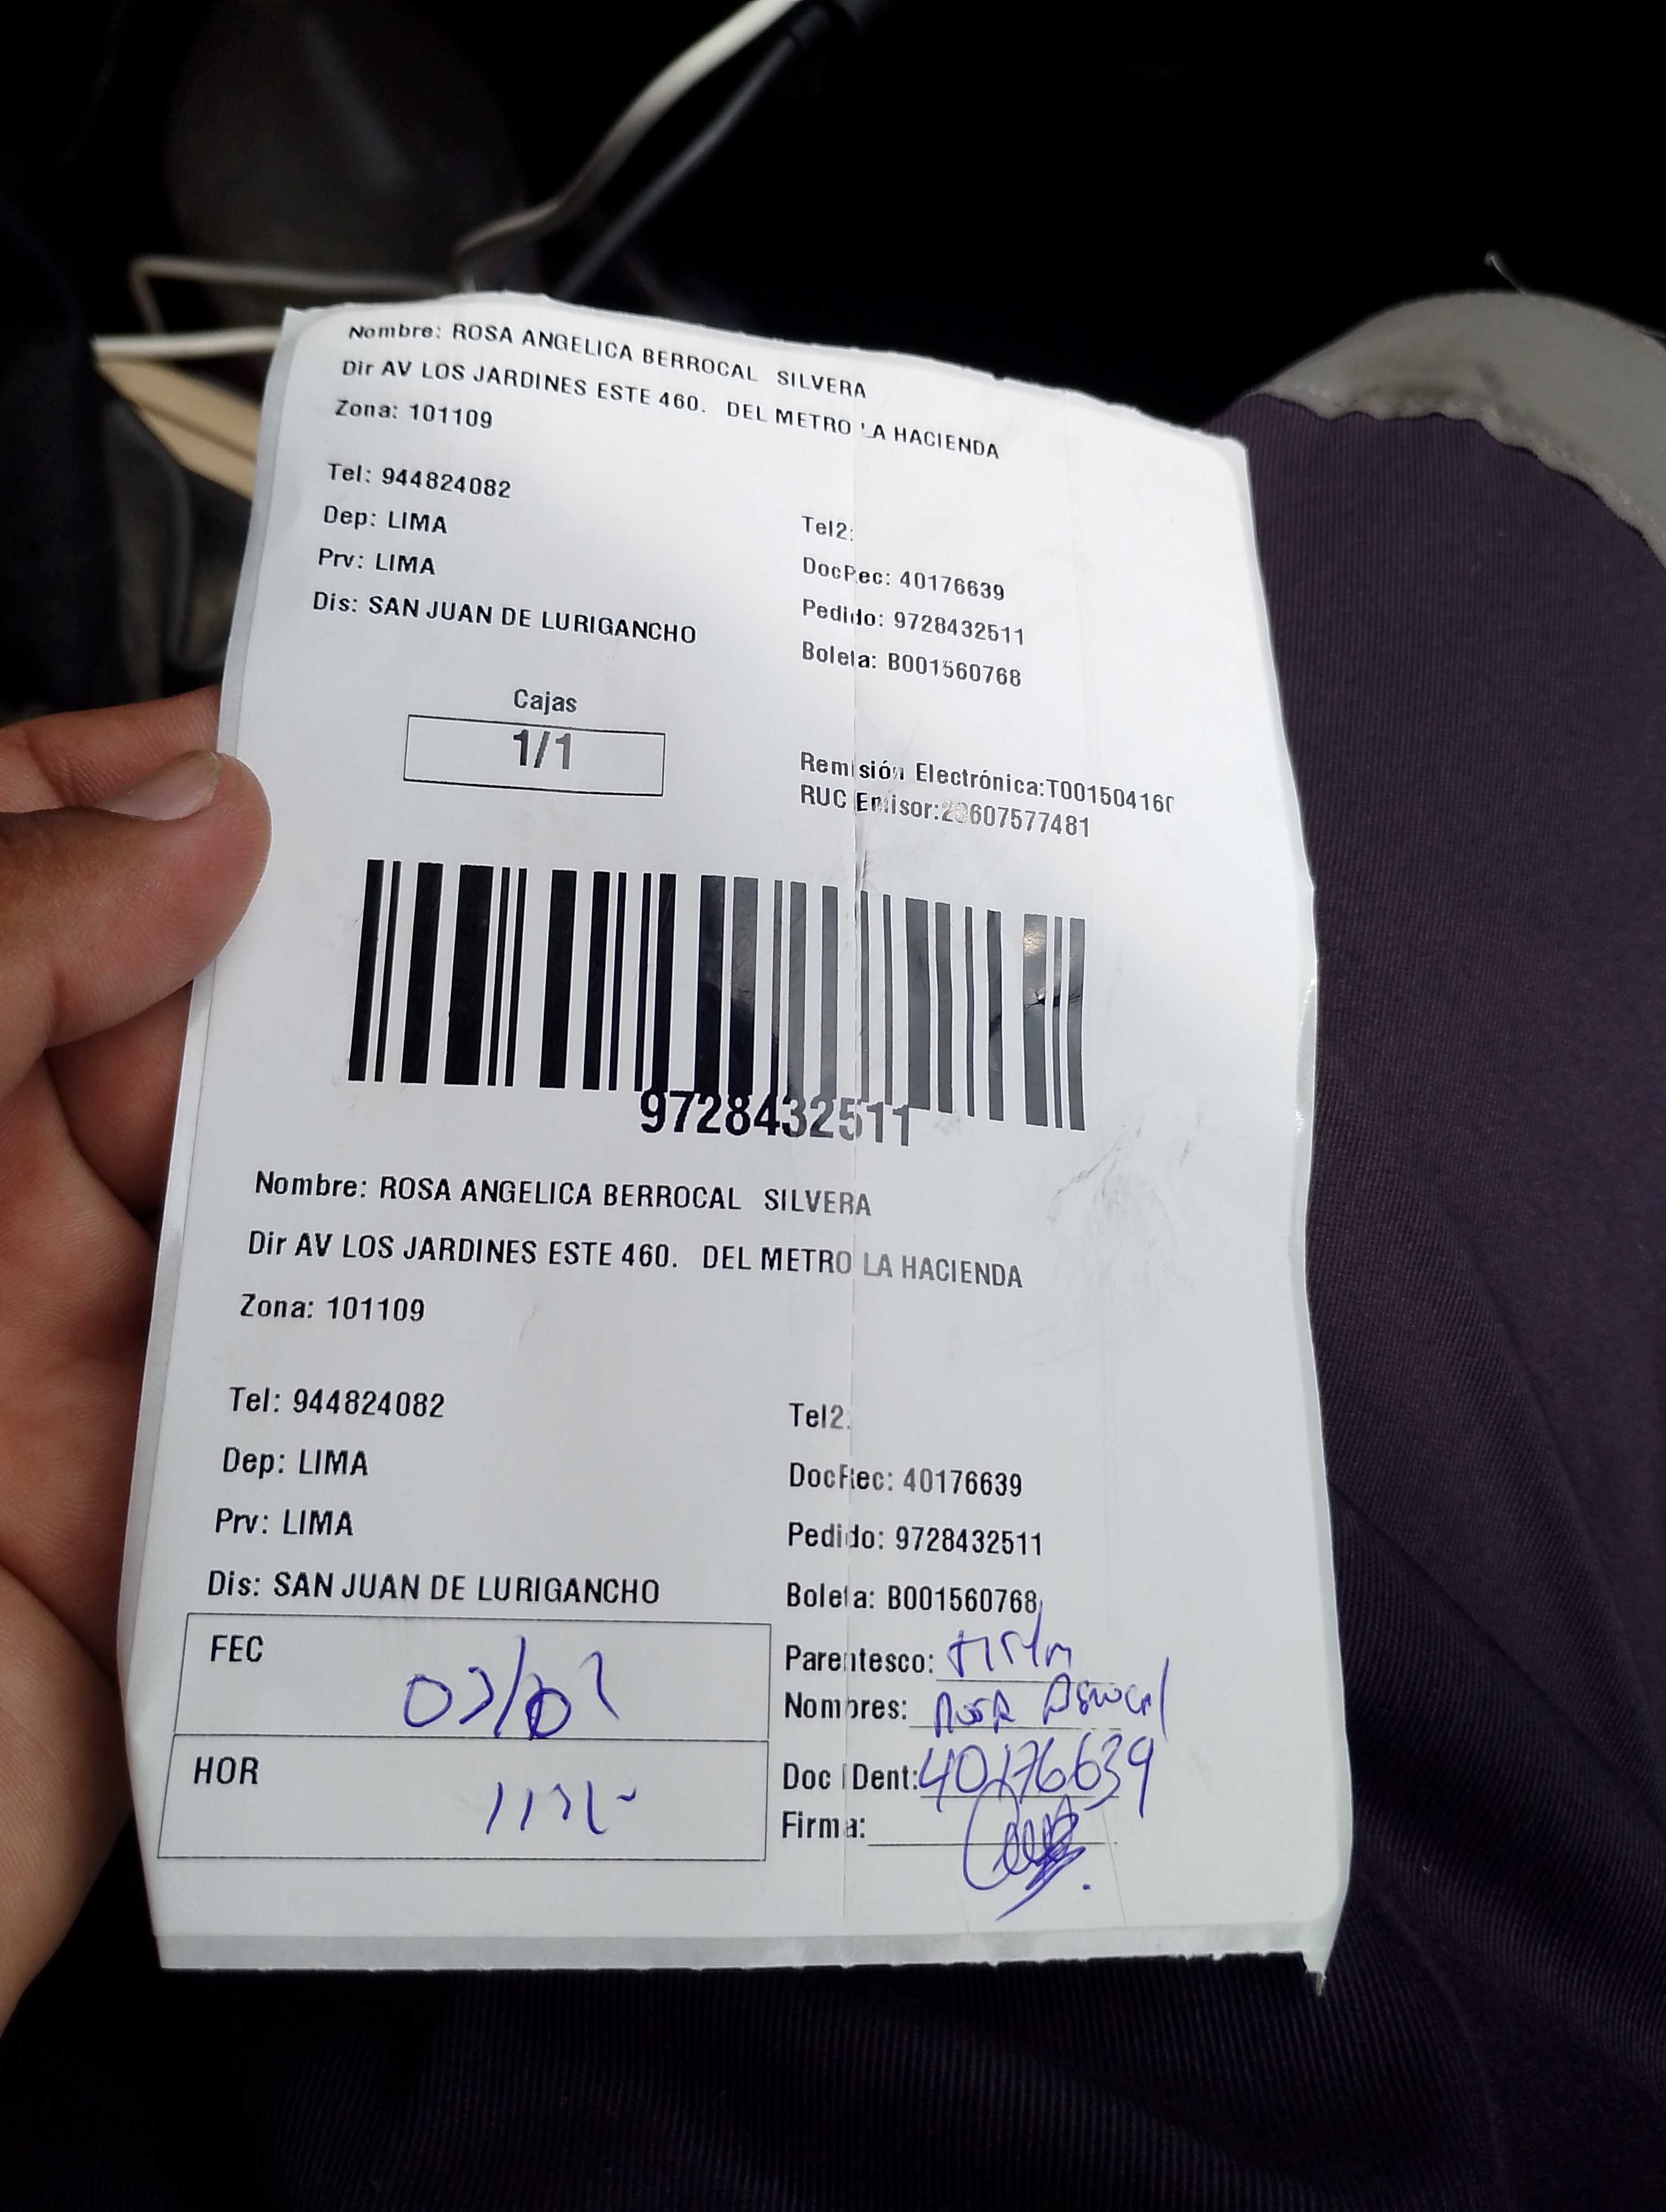 Nombre: ROSA ANGELICA BERROCAL SILVERA
Dir AV LOS JARDINES ESTE 460. DEL METRO LA HACIENDA
Zona: 101109
Tel: 944824082
Tel2:
Dep: LIMA
DocRec: 40176639
Prv: LIMA
Pedido: 9728432511
Dis: SAN JUAN DE LURIGANCHO
Boleta: B001560768
Cajas
1/1
Remisión Electrónica:T00150416
RUC Emisor:20607577481
9728432511
Nombre: ROSA ANGELICA BERROCAL SILVERA
Dir AV LOS JARDINES ESTE 460. DEL METRO LA HACIENDA
Zona: 101109
Tel: 944824082
Tel2:
Dep: LIMA
DocRec: 40176639
Prv: LIMA
Pedido: 9728432511
Dis: SAN JUAN DE LURIGANCHO
Boleta: B001560768
FEC
HOR
Parentesco:
Nombres: Rosa
Doc Dent: 40176639
Firma: